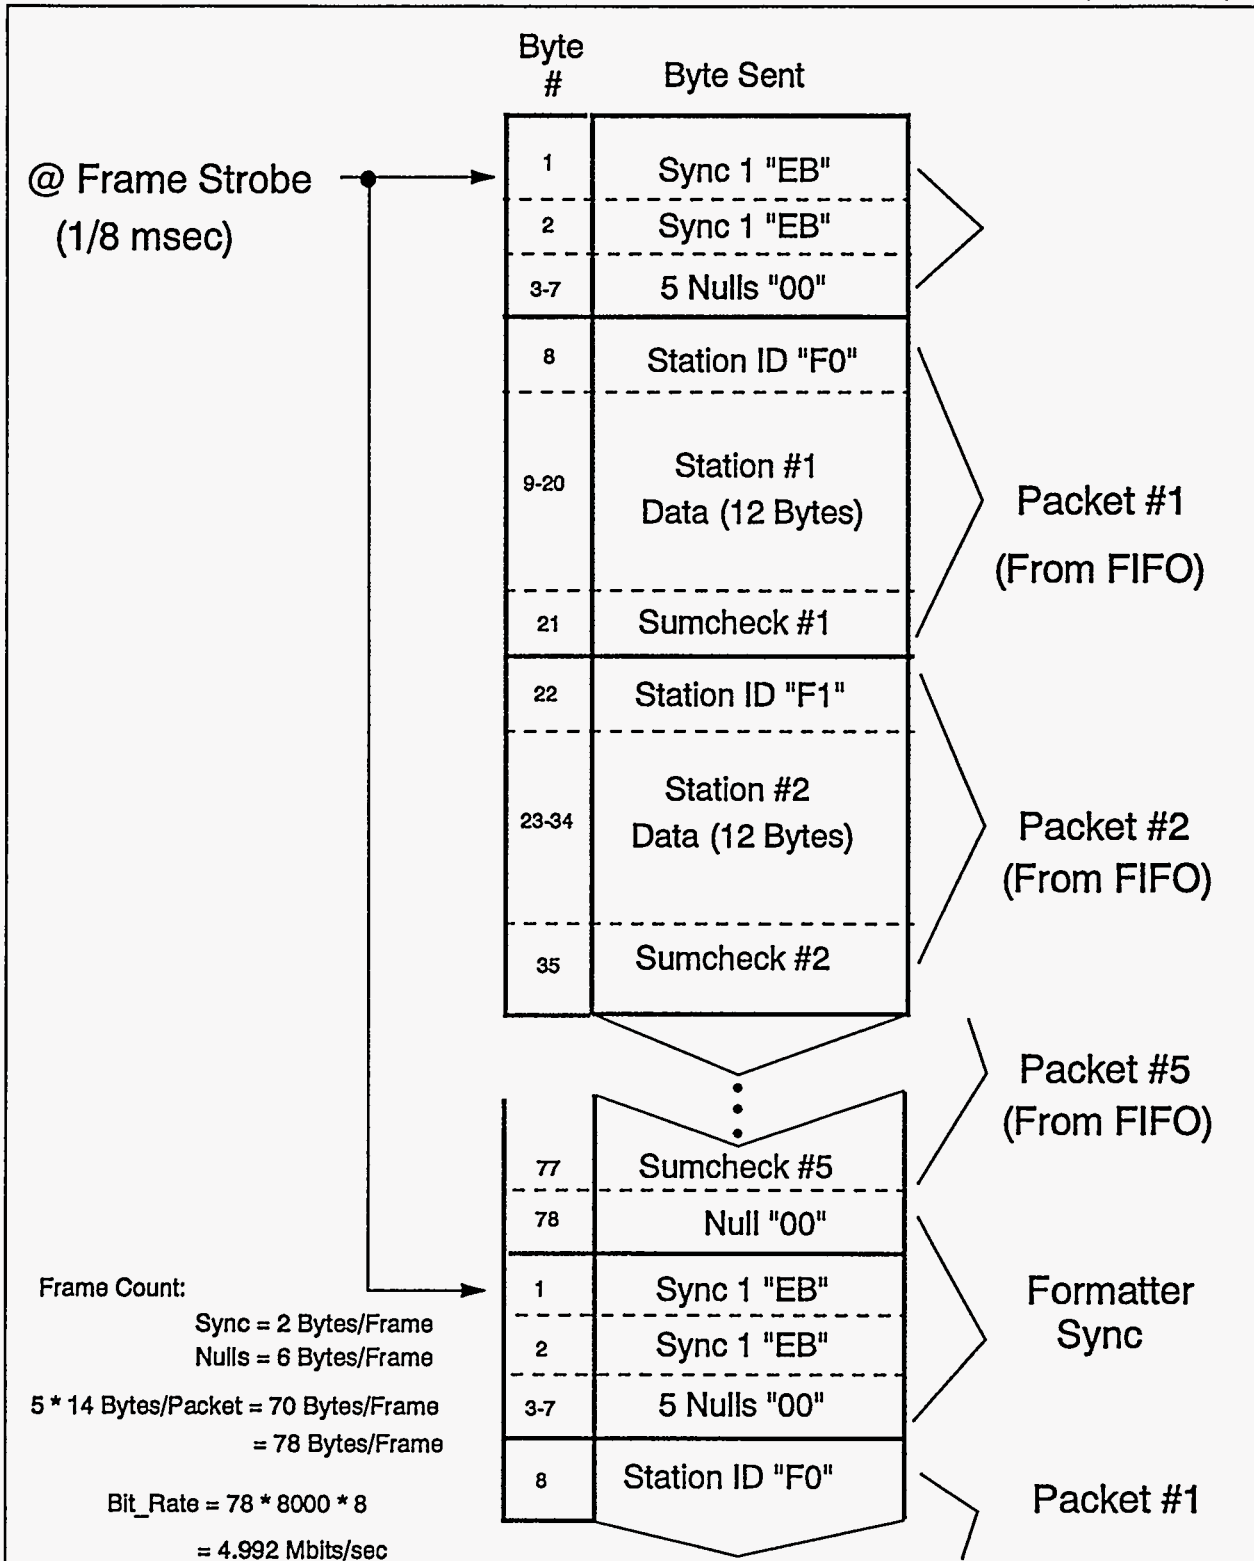 Byte
#
Byte Sent
@ Frame Strobe
(1/8 msec)
1
Sync 1 "EB"
2
Sync 1 "EB"
3-7
5 Nulls "00"
8
Station ID "F0"
9-20
Station #1
Data (12 Bytes)
Packet #1
(From FIFO)
21
Sumcheck #1
22
Station ID "F1"
23-34
Station #2
Data (12 Bytes)
Packet #2
(From FIFO)
35
Sumcheck #2
Packet #5
(From FIFO)
77
Sumcheck #5
78
Null "00"
1
Sync 1 "EB"
2
Sync 1 "EB"
3-7
5 Nulls "00"
Formatter
Sync
8
Station ID "F0"
Packet #1
Frame Count:
Sync = 2 Bytes/Frame
Nulls = 6 Bytes/Frame
5 * 14 Bytes/Packet = 70 Bytes/Frame
= 78 Bytes/Frame
Bit_Rate = 78 * 8000 * 8
= 4.992 Mbits/sec